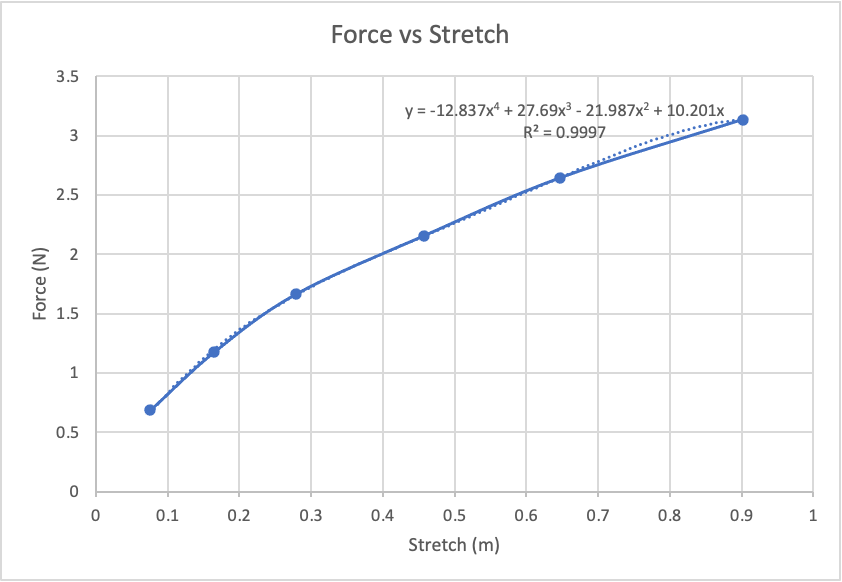 Force vs Stretch
y = -12.837x⁴ + 27.69x³ - 21.987x² + 10.201x
R² = 0.9997
3.5
3
2.5
2
1.5
1
0.5
0
Force (N)
0 0.1 0.2 0.3 0.4 0.5 0.6 0.7 0.8 0.9 1
Stretch (m)